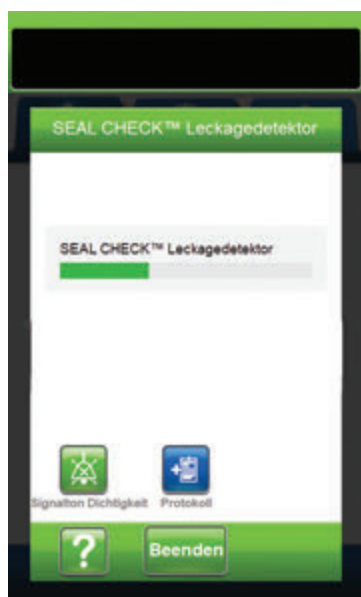 SEAL CHECK™ Leckagedetektor
SEAL CHECK™ Leckagedetektor
Signalton Dichtigkeit Protokoll
? Beenden